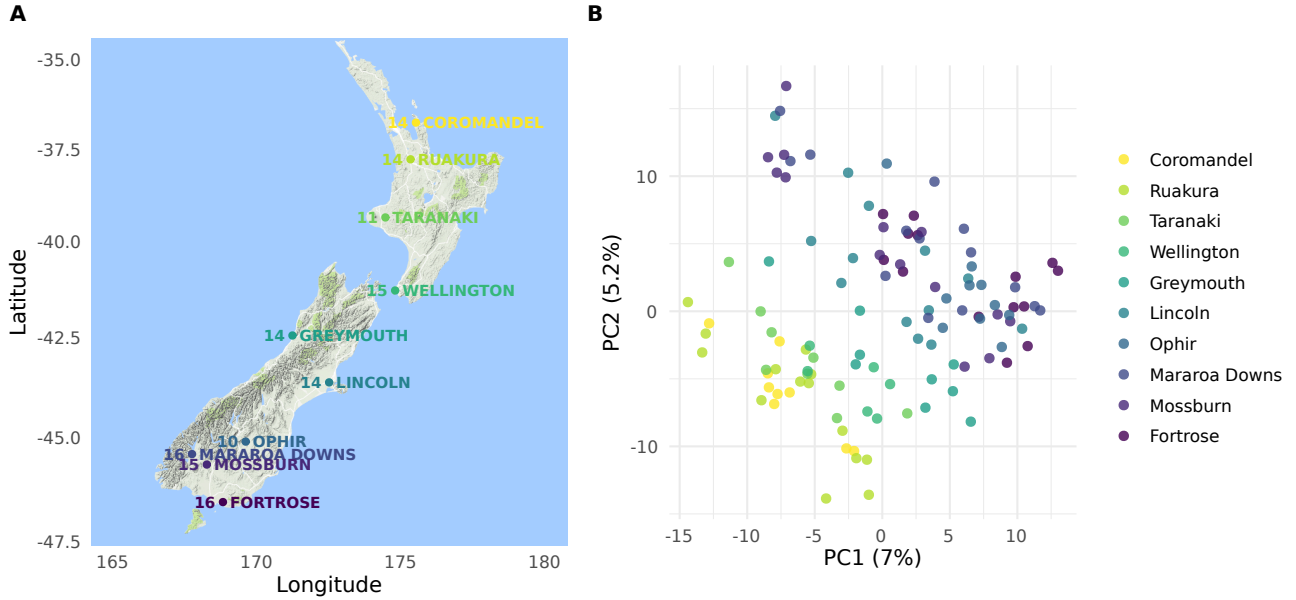 A
B
-35.0
-37.5
-40.0
-42.5
-45.0
-47.5
Latitude
14 COROMANDEL
14 RUAKURA
11 TARANAKI
15 WELLINGTON
14 GREYMOUTH
14 LINCOLN
10 OPHIR
16 MARAROA DOWNS
15 MOSSBURN
16 FORTROSE
165 170 175 180
Longitude
10
0
-10
PC2 (5.2%)
-15 -10 -5 0 5 10
PC1 (7%)
Coromandel
Ruakura
Taranaki
Wellington
Greymouth
Lincoln
Ophir
Mararoa Downs
Mossburn
Fortrose